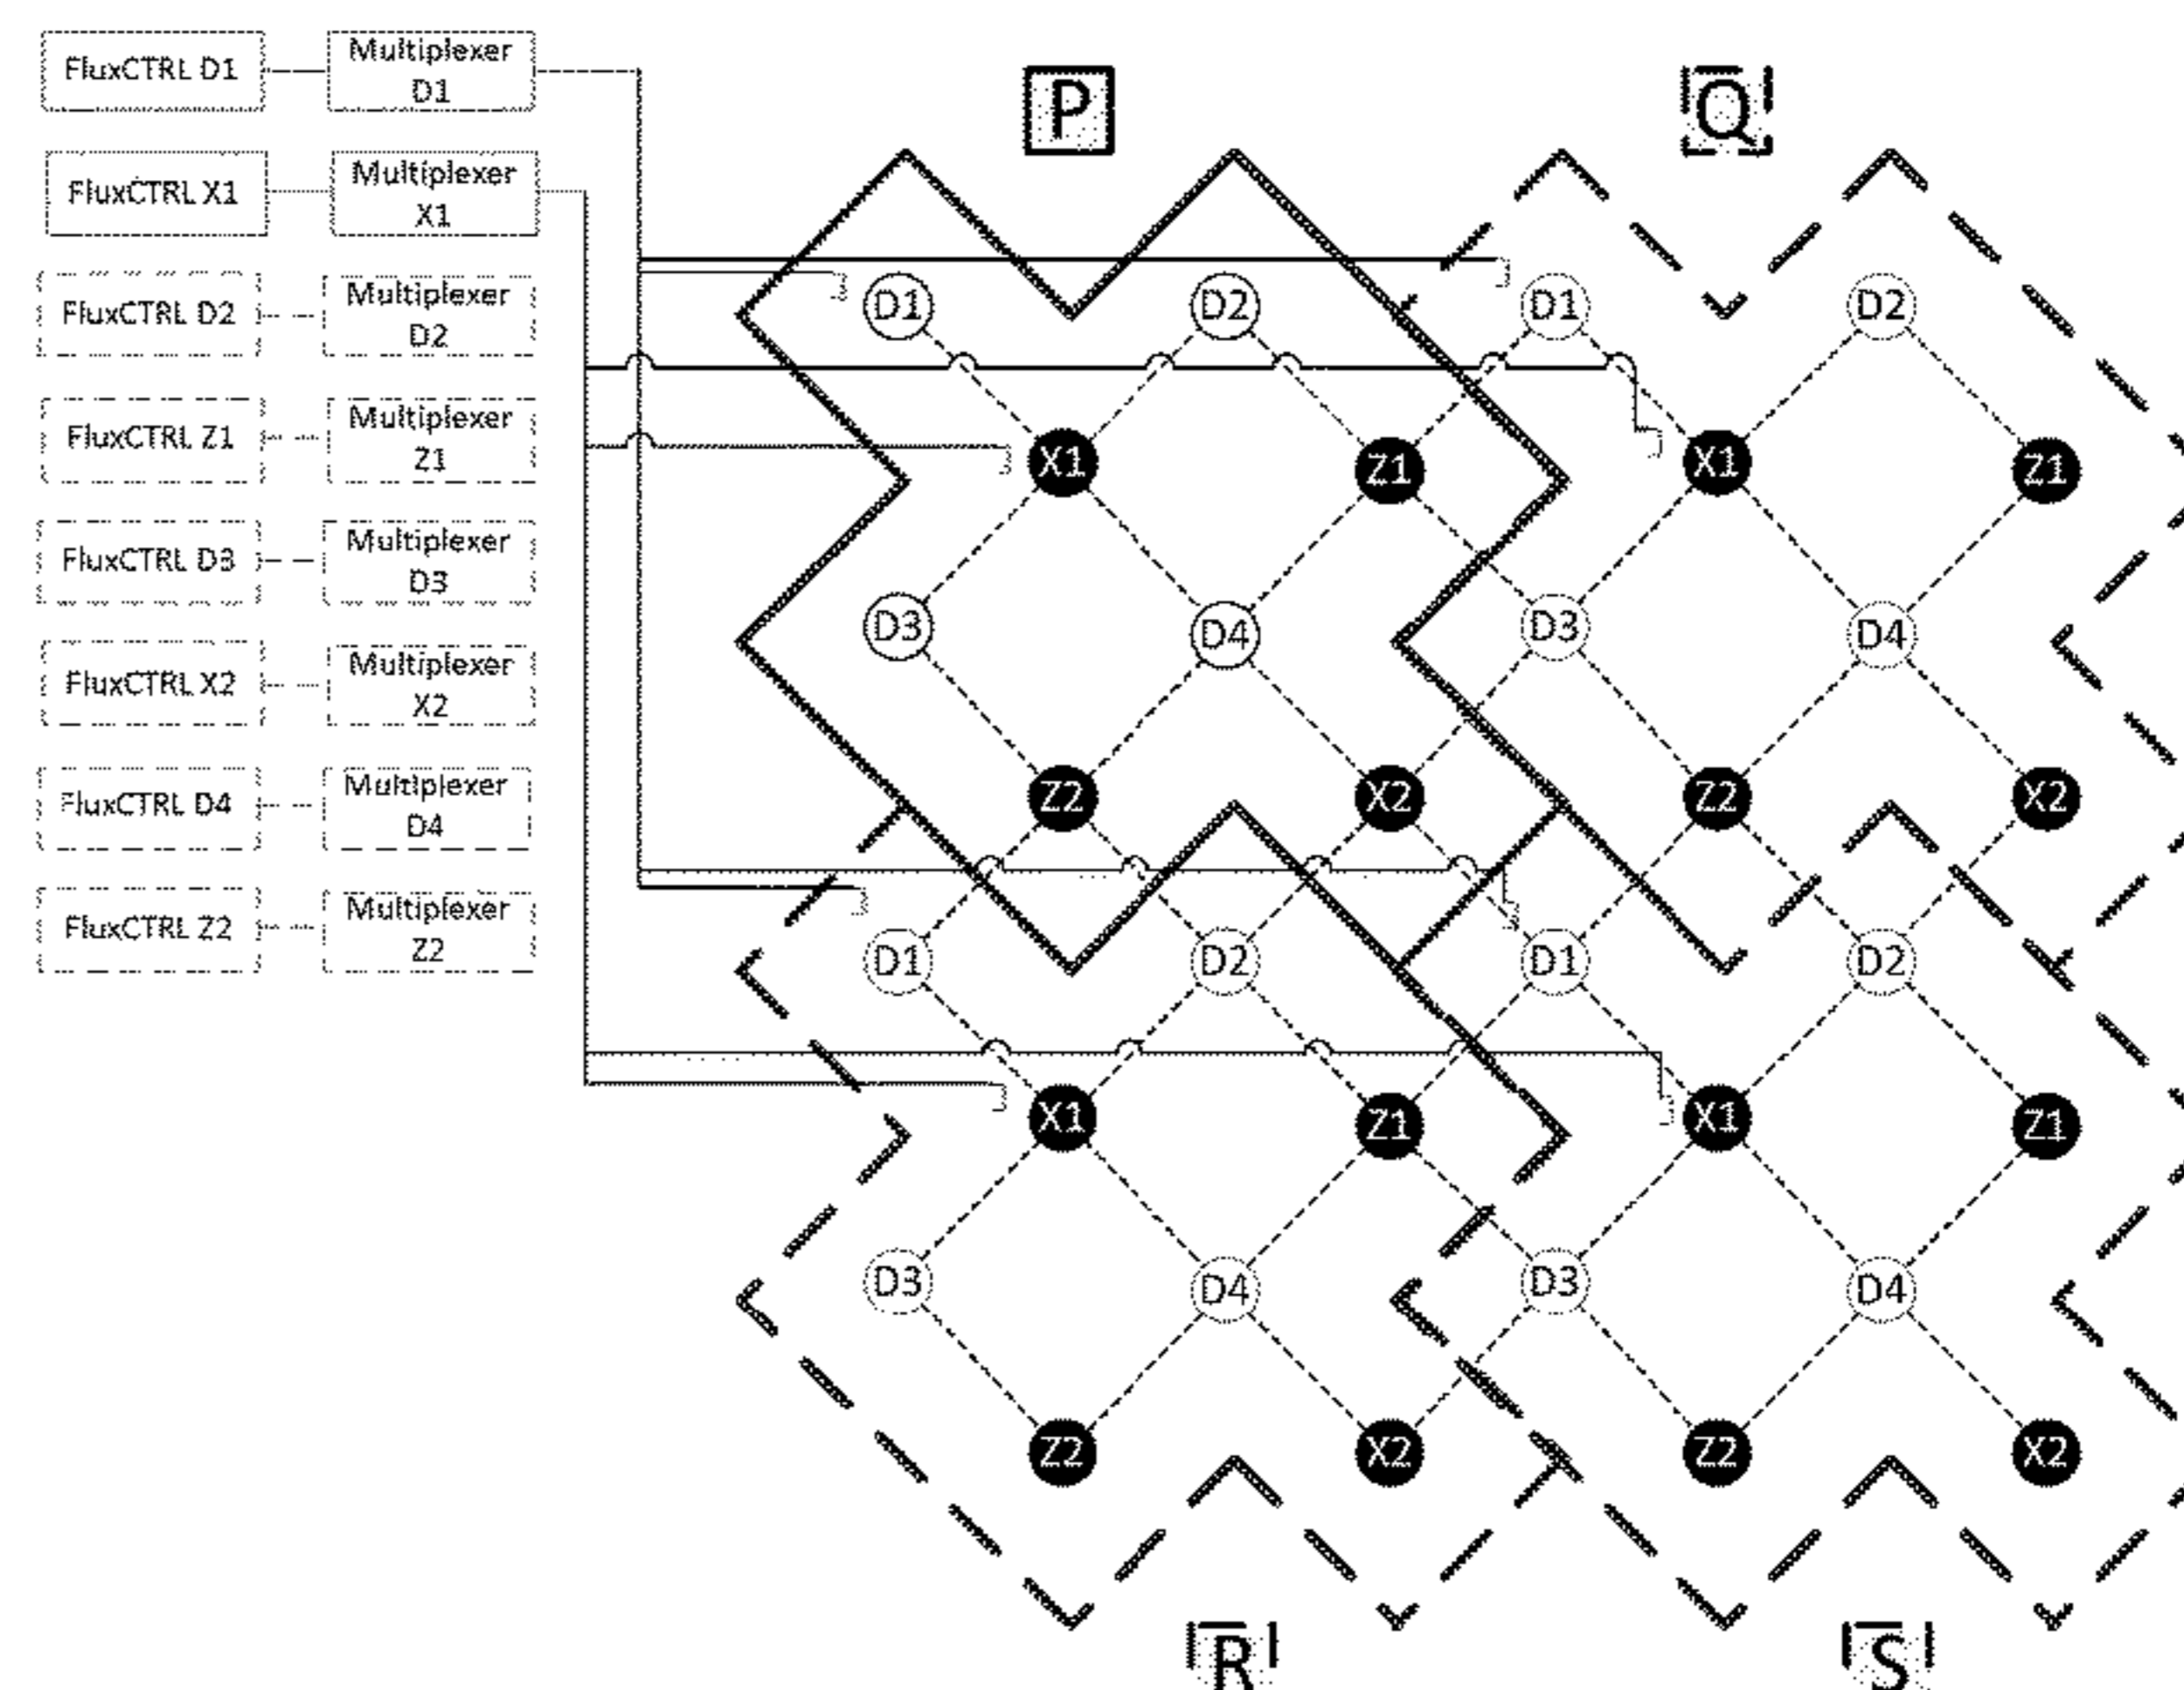 FluxCTRL D1
Multiplexer
D1
P
Q
FluxCTRL X1
Multiplexer
X1
FluxCTRL D2
Multiplexer
D2
D1 D2 D1 D2
FluxCTRL Z1
Multiplexer
Z1
X1 Z1 X1 Z1
FluxCTRL D3
Multiplexer
D3
D3 D4 D3 D4
FluxCTRL X2
Multiplexer
X2
FluxCTRL D4
Multiplexer
D4
Z2 X2 Z2 X2
FluxCTRL Z2
Multiplexer
Z2
D1 D2 D1 D2
X1 Z1 X1 Z1
D3 D4 D3 D4
Z2 X2 Z2 X2
R
S